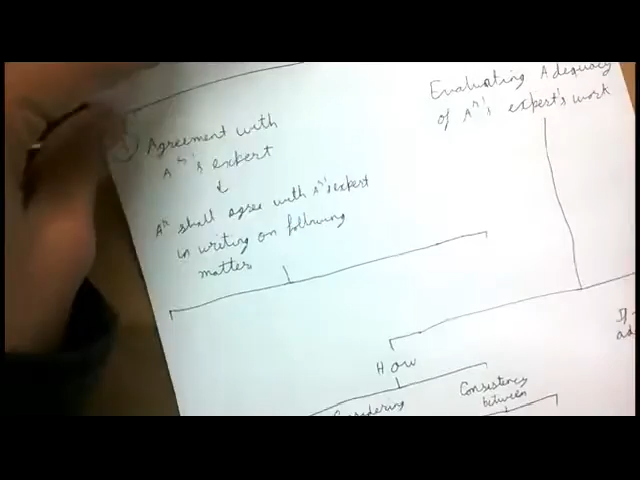 Agreement with
Aʳ's expert
Aʳ shall agree with Aʳ's expert
in writing on following
matters
Evaluating Adequacy
of Aʳ's expert's work
How
Considering
Consistency
between